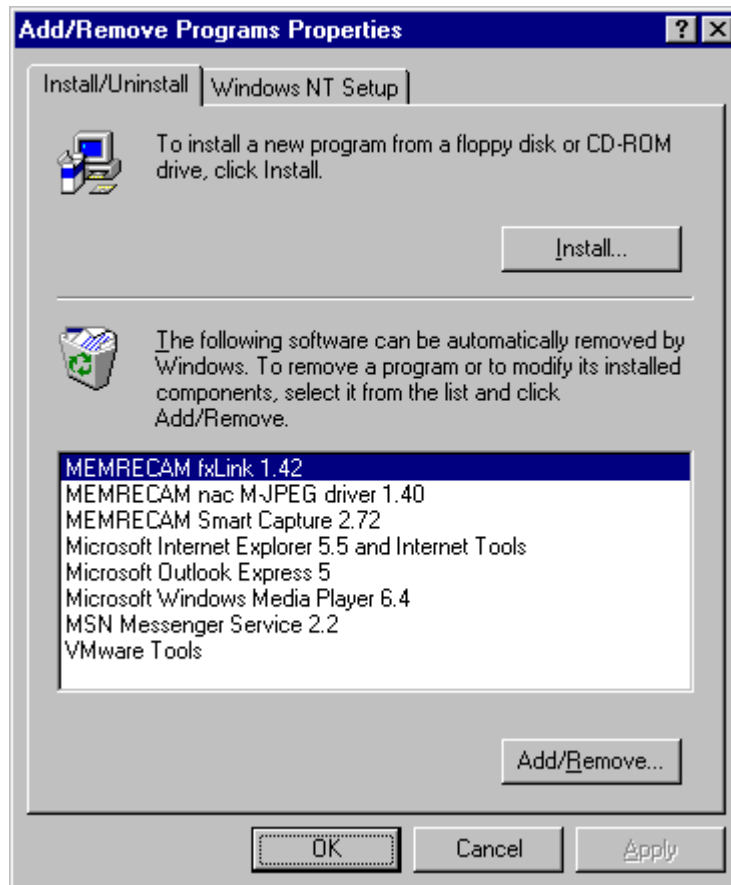 Add/Remove Programs Properties
Install/Uninstall
Windows NT Setup
To install a new program from a floppy disk or CD-ROM
drive, click Install.
Install...
The following software can be automatically removed by
Windows. To remove a program or to modify its installed
components, select it from the list and click
Add/Remove.
MEMRECAM fxLink 1.42
MEMRECAM nac M-JPEG driver 1.40
MEMRECAM Smart Capture 2.72
Microsoft Internet Explorer 5.5 and Internet Tools
Microsoft Outlook Express 5
Microsoft Windows Media Player 6.4
MSN Messenger Service 2.2
VMware Tools
Add/Remove...
OK
Cancel
Apply